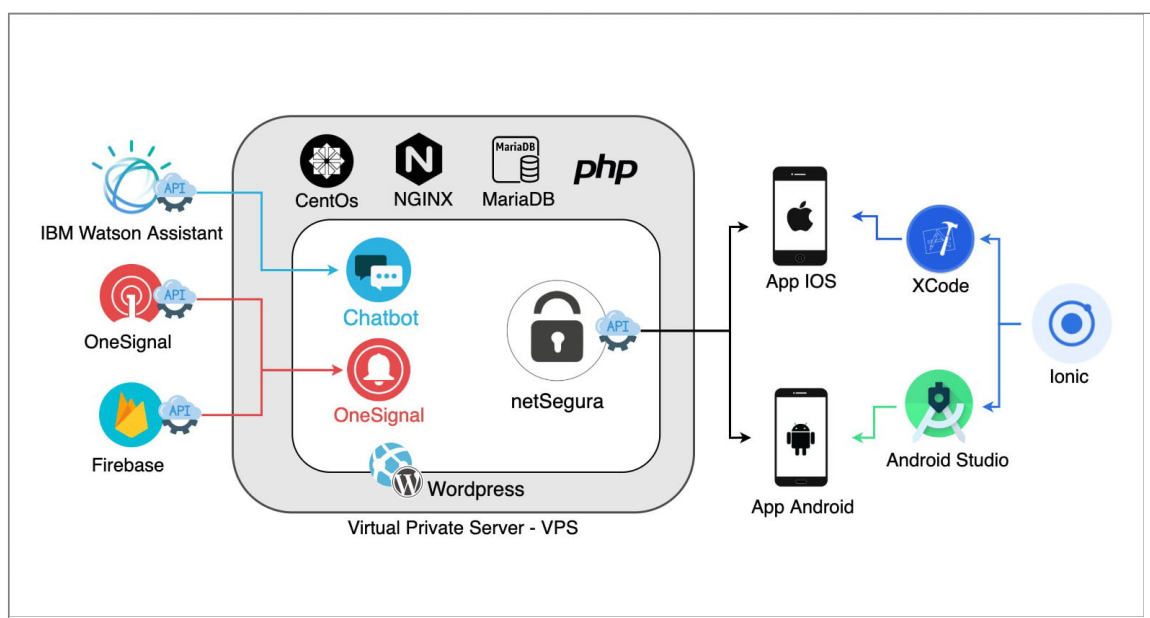 CentOs
NGINX
MariaDB
MariaDB
php
API
IBM Watson Assistant
API
OneSignal
API
Firebase
Chatbot
OneSignal
API
netSegura
W
Wordpress
Virtual Private Server - VPS
App IOS
XCode
Ionic
App Android
Android Studio